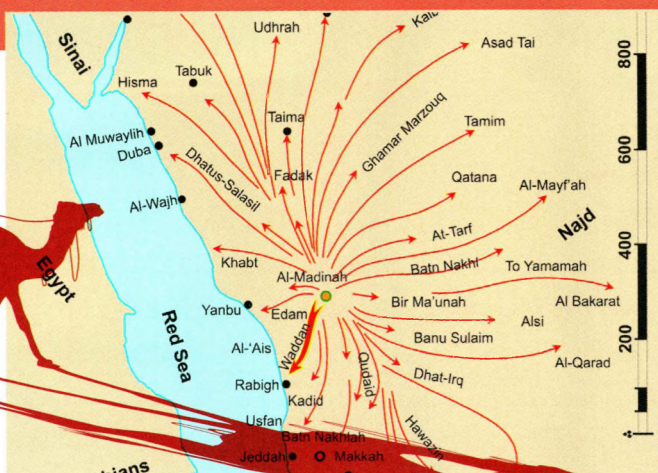 Udhrah
Asad Tai
800
Sinai
Tabuk
Hisma
Taima
Ghamar Marzouq
Tamim
600
Al Muwaylih
Duba
Dhatus-Salasil
Fadak
Qatana
Al-Mayf'ah
Al-Wajh
At-Tarf
Najd
400
Khabt
Al-Madinah
Batn Nakhl
To Yamamah
Egypt
Yanbu
Edam
Bir Ma'unah
Al Bakarat
Alsi
Red Sea
Al-'Ais
Waddan
Banu Sulaim
200
Al-Qarad
Rabigh
Qudaid
Dhat-Irq
Kadid
Usfan
Hawazin
Batn Nakhlah
Jeddah
Makkah